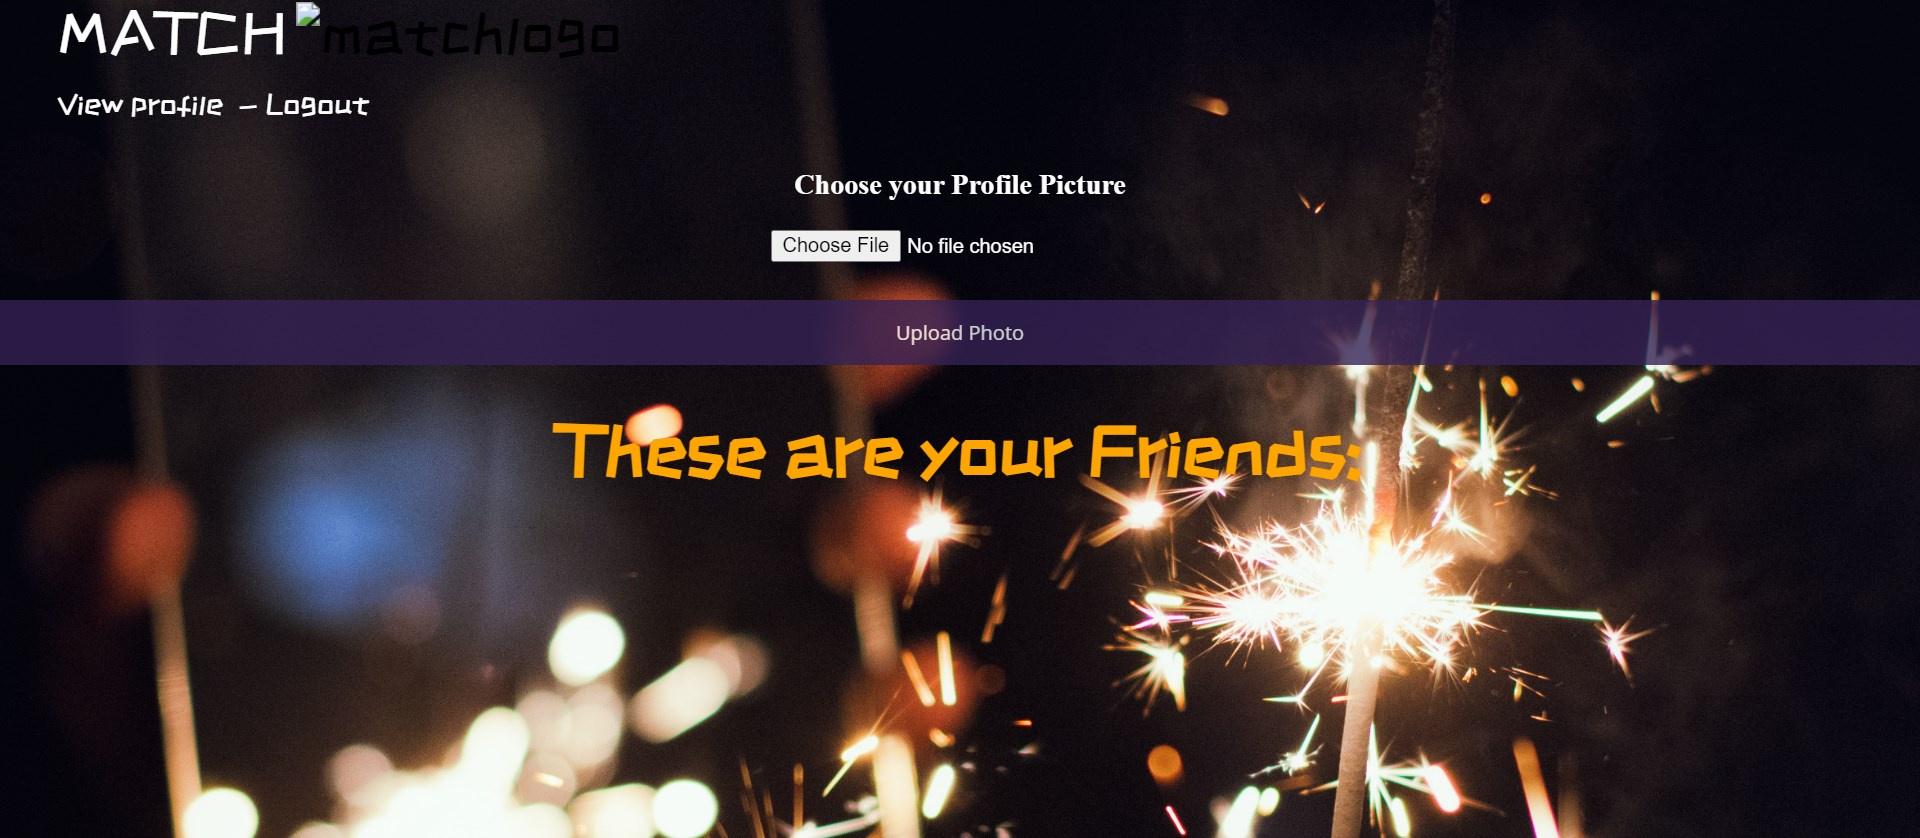 MATCH matchlogo
View profile – Logout
Choose your Profile Picture
Choose File No file chosen
Upload Photo
These are your Friends: